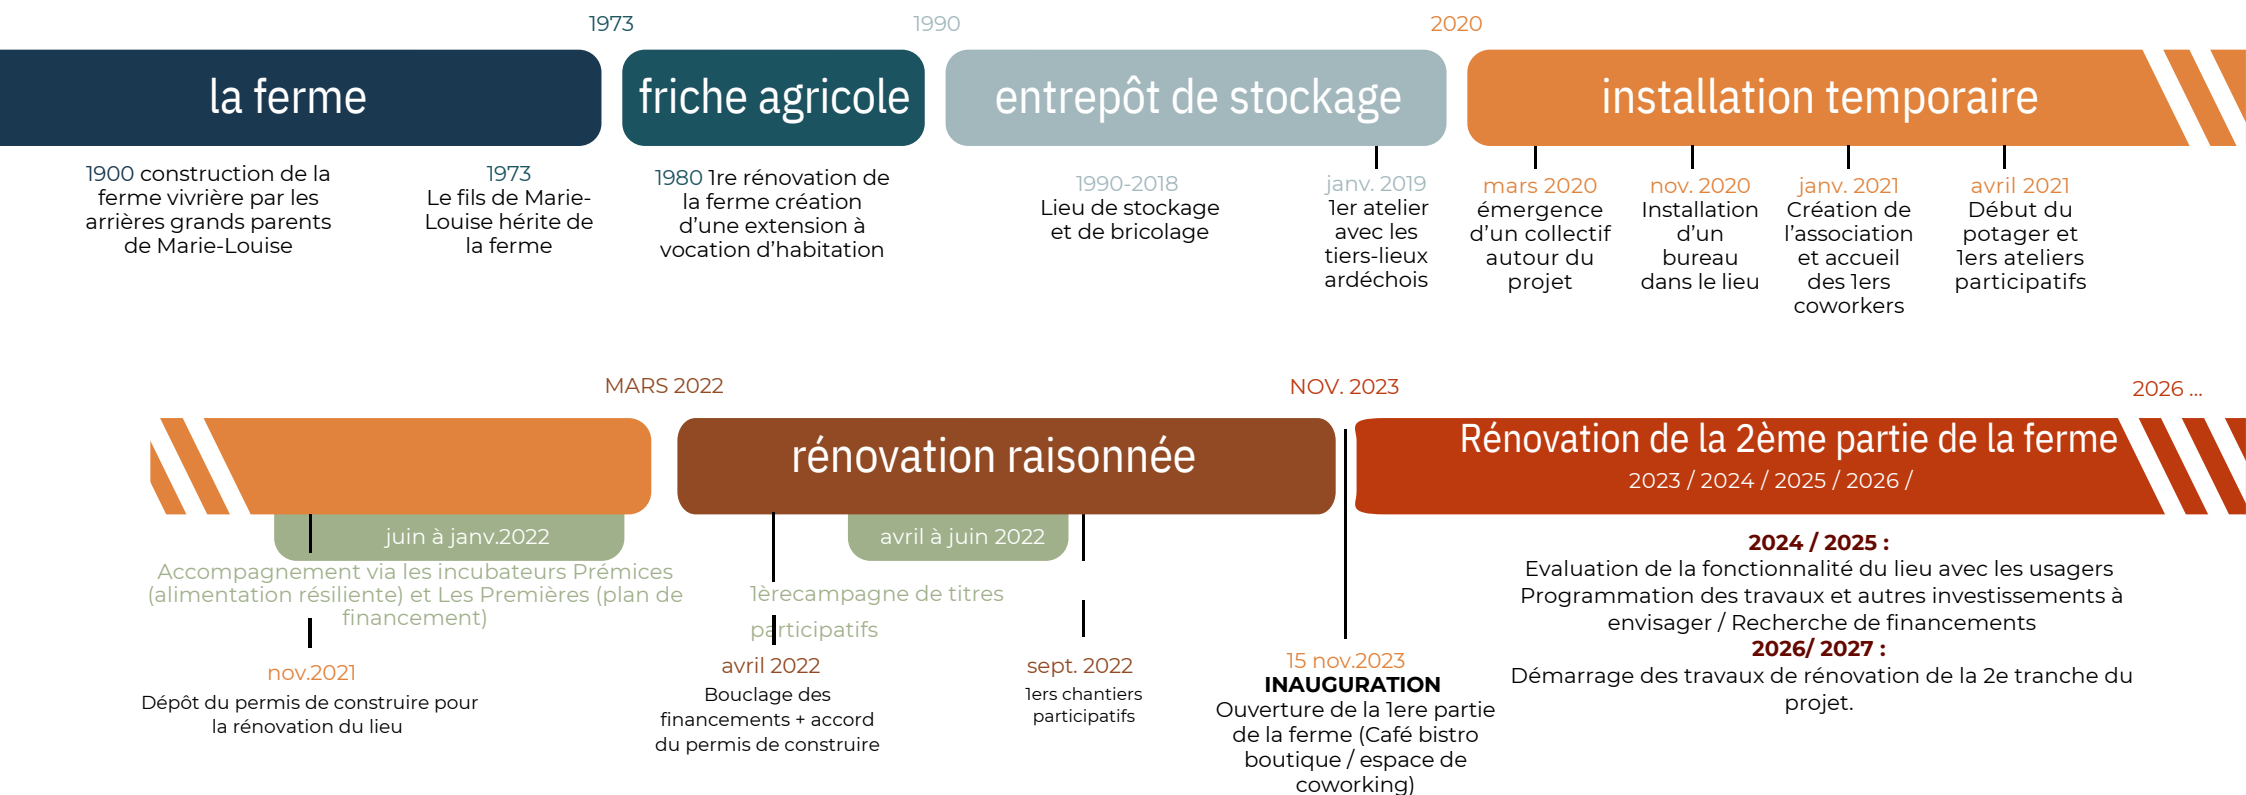 1973
1990
2020
la ferme
friche agricole
entrepôt de stockage
installation temporaire
1900 construction de la
ferme vivrière par les
arrières grands parents
de Marie-Louise
1973
Le fils de Marie-
Louise hérite de
la ferme
1980 1re rénovation de
la ferme création
d'une extension à
vocation d'habitation
1990-2018
Lieu de stockage
et de bricolage
janv. 2019
1er atelier
avec les
tiers-lieux
ardéchois
mars 2020
émergence
d'un collectif
autour du
projet
nov. 2020
Installation
d'un
bureau
dans le lieu
janv. 2021
Création de
l'association
et accueil
des 1ers
coworkers
avril 2021
Début du
potager et
1ers ateliers
participatifs
MARS 2022
NOV. 2023
2026 ...
rénovation raisonnée
Rénovation de la 2ème partie de la ferme
2023 / 2024 / 2025 / 2026 /
juin à janv.2022
Accompagnement via les incubateurs Prémices
(alimentation résiliente) et Les Premières (plan de
financement)
nov.2021
Dépôt du permis de construire pour
la rénovation du lieu
avril à juin 2022
1èrecampagne de titres
participatifs
avril 2022
Bouclage des
financements + accord
du permis de construire
sept. 2022
1ers chantiers
participatifs
15 nov.2023
INAUGURATION
Ouverture de la 1ere partie
de la ferme (Café bistro
boutique / espace de
coworking)
2024 / 2025 :
Evaluation de la fonctionnalité du lieu avec les usagers
Programmation des travaux et autres investissements à
envisager / Recherche de financements
2026/ 2027 :
Démarrage des travaux de rénovation de la 2e tranche du
projet.